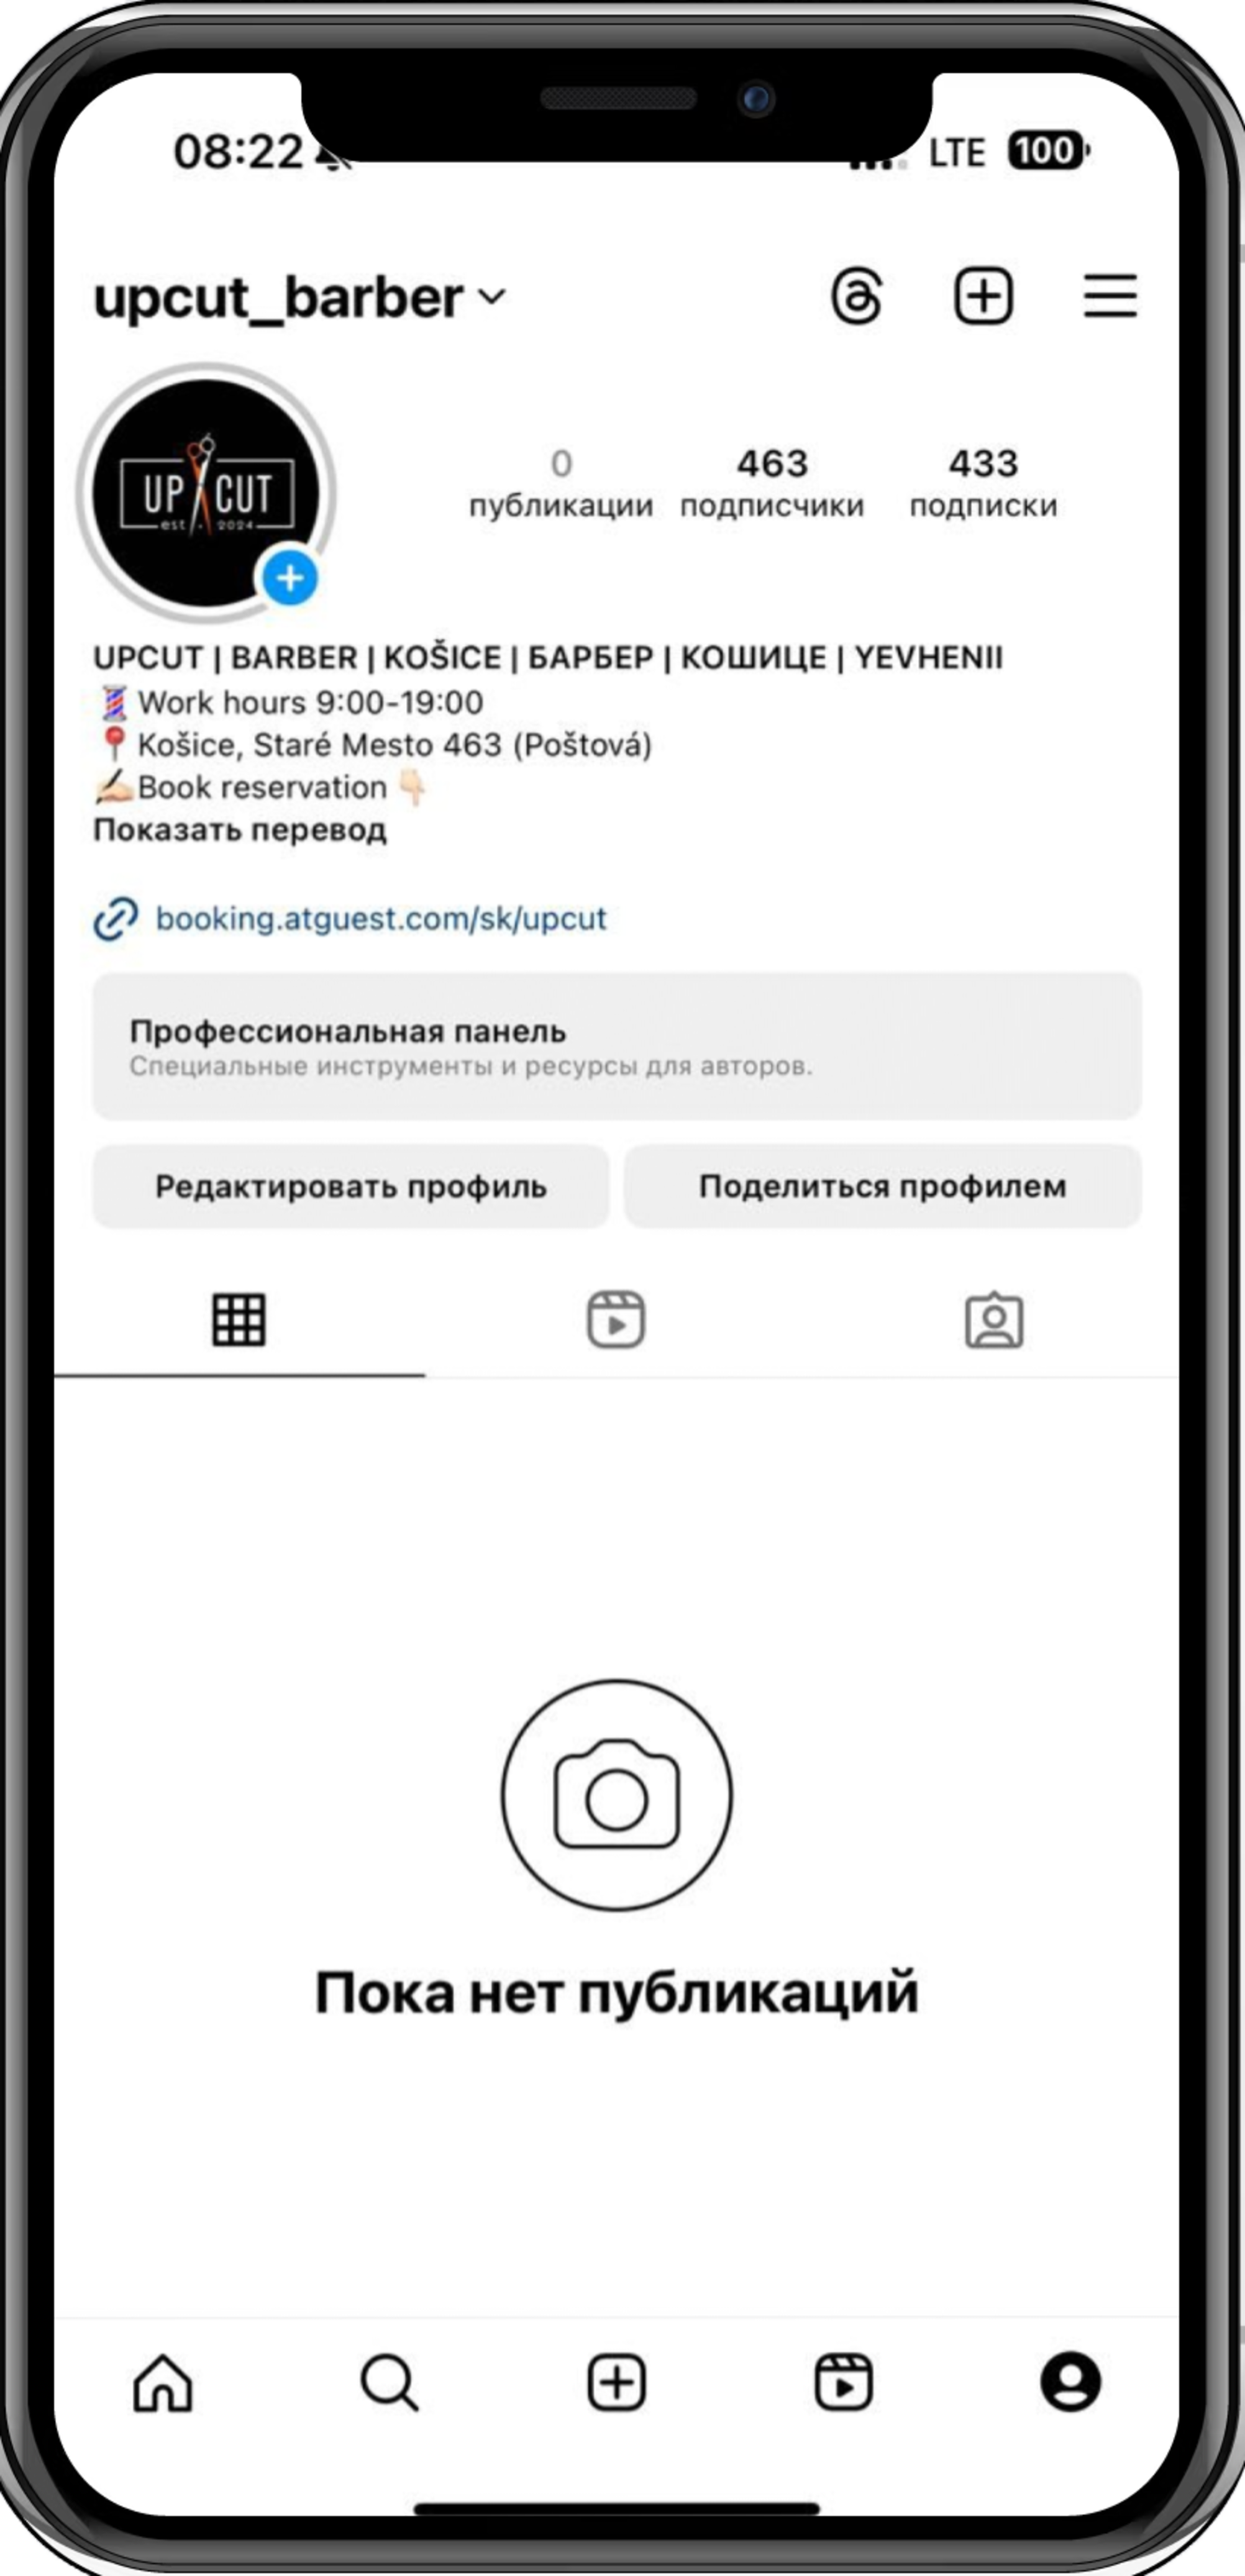 08:22 LTE 100
upcut_barber
UP CUT
est. 2024
0 463 433
публикации подписчики подписки
UPCUT | BARBER | KOŠICE | БАРБЕР | КОШИЦЕ | YEVHENII
💈 Work hours 9:00-19:00
📍 Košice, Staré Mesto 463 (Poštová)
✍🏻 Book reservation 👇🏻
Показать перевод
booking.atguest.com/sk/upcut
Профессиональная панель
Специальные инструменты и ресурсы для авторов.
Редактировать профиль Поделиться профилем
Пока нет публикаций